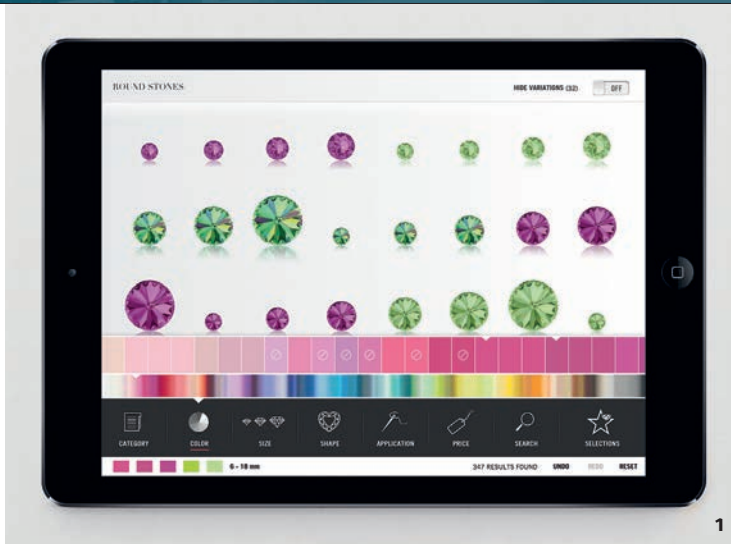 ROUND STONES
HIDE VARIATIONS (32) OFF
CATEGORY COLOR SIZE SHAPE APPLICATION PRICE SEARCH SELECTIONS
6 - 18 mm 347 RESULTS FOUND UNDO REDO RESET
1